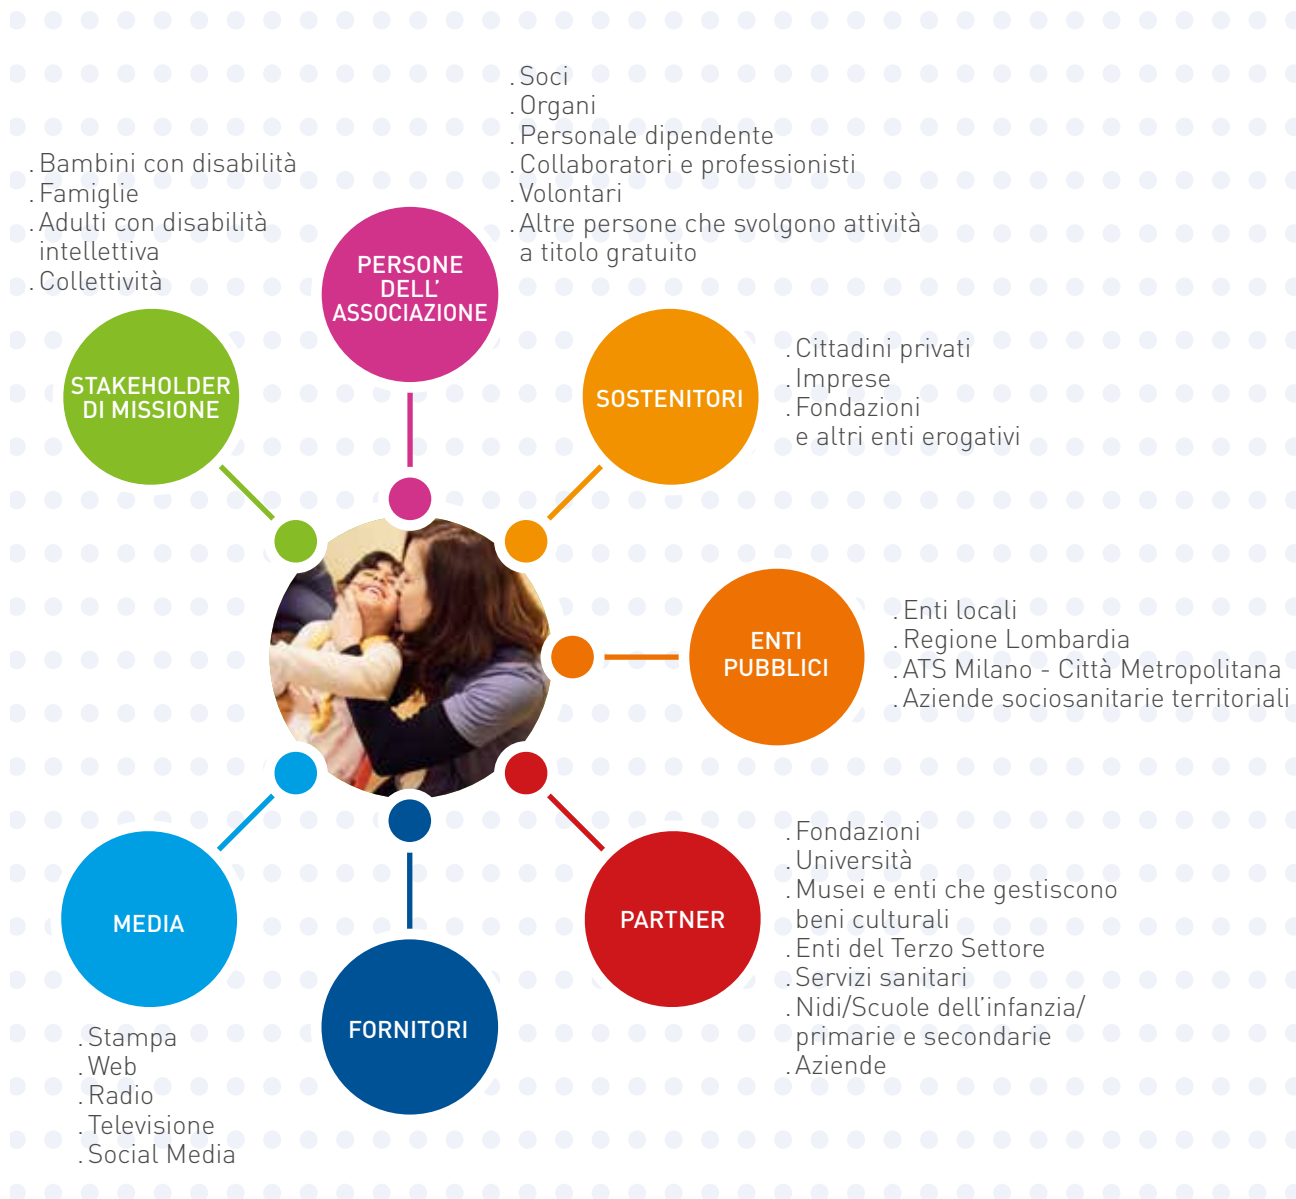 . Soci
. Organi
. Personale dipendente
. Collaboratori e professionisti
. Volontari
. Altre persone che svolgono attività
a titolo gratuito
. Bambini con disabilità
. Famiglie
. Adulti con disabilità
intellettiva
. Collettività
PERSONE
DELL'
ASSOCIAZIONE
STAKEHOLDER
DI MISSIONE
SOSTENITORI
. Cittadini privati
. Imprese
. Fondazioni
e altri enti erogativi
ENTI
PUBBLICI
. Enti locali
. Regione Lombardia
. ATS Milano - Città Metropolitana
. Aziende sociosanitarie territoriali
PARTNER
. Fondazioni
. Università
. Musei e enti che gestiscono
beni culturali
. Enti del Terzo Settore
. Servizi sanitari
. Nidi/Scuole dell'infanzia/
primarie e secondarie
. Aziende
FORNITORI
MEDIA
. Stampa
. Web
. Radio
. Televisione
. Social Media